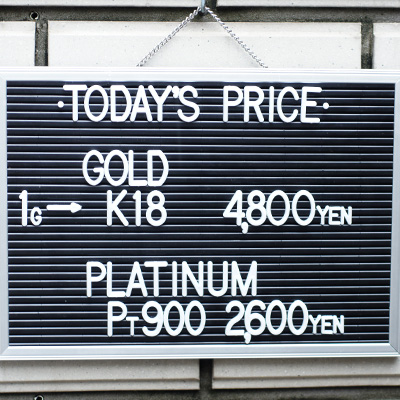 ·TODAY'S PRICE·
GOLD
1G→ K18 4,800YEN
PLATINUM
PT900 2,600YEN